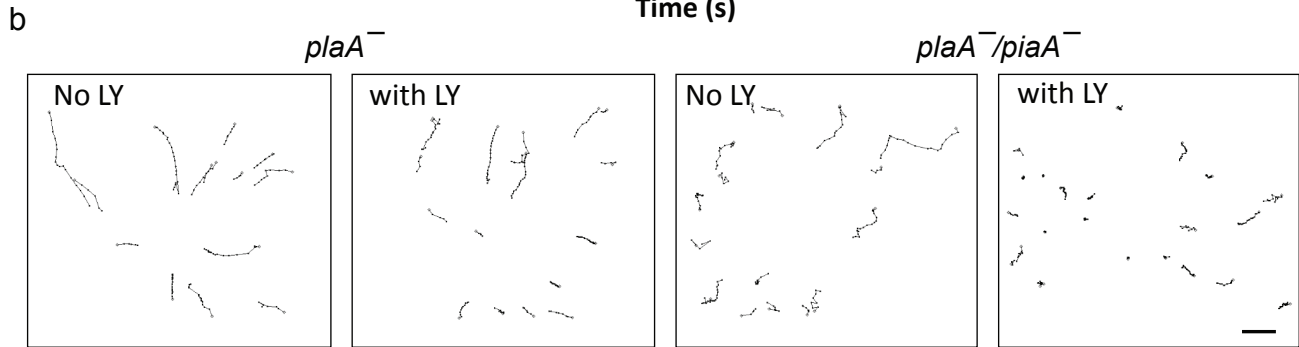 Time (s)
b
plaA⁻
plaA⁻/piaA⁻
No LY
with LY
No LY
with LY